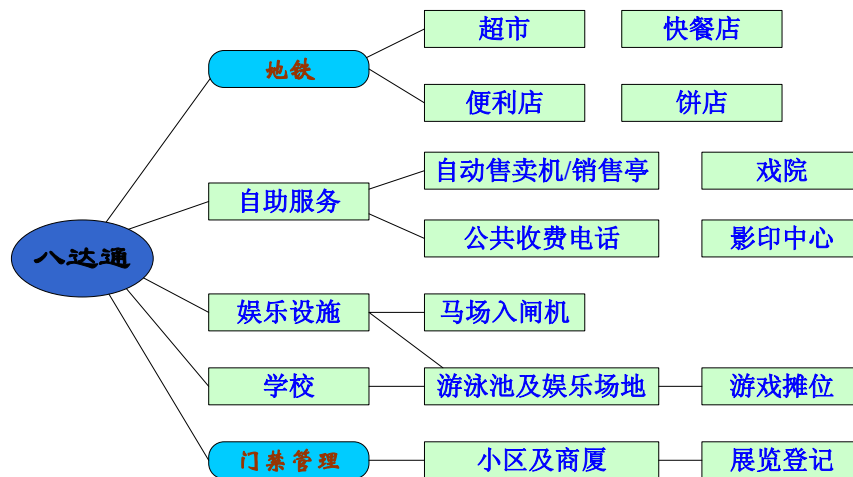 超市
快餐店
地铁
便利店
饼店
自动售卖机/销售亭
戏院
自助服务
公共收费电话
影印中心
八达通
娱乐设施
马场入闸机
学校
游泳池及娱乐场地
游戏摊位
门禁管理
小区及商厦
展览登记